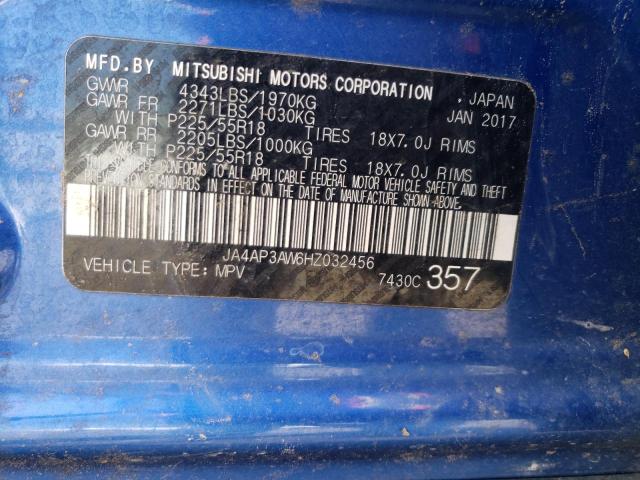 MFD.BY MITSUBISHI MOTORS CORPORATION , JAPAN
GVWR 4343LBS/1970KG JAN 2017
GAWR FR 2271LBS/1030KG
WITH P225/55R18 TIRES 18X7.0J RIMS
GAWR RR 2205LBS/1000KG
WITH P225/55R18 TIRES 18X7.0J RIMS
THIS VEHICLE CONFORMS TO ALL APPLICABLE FEDERAL MOTOR VEHICLE SAFETY AND THEFT
PREVENTION STANDARDS IN EFFECT ON THE DATE OF MANUFACTURE SHOWN ABOVE.
JA4AP3AW6HZ032456
VEHICLE TYPE: MPV 7430C 357